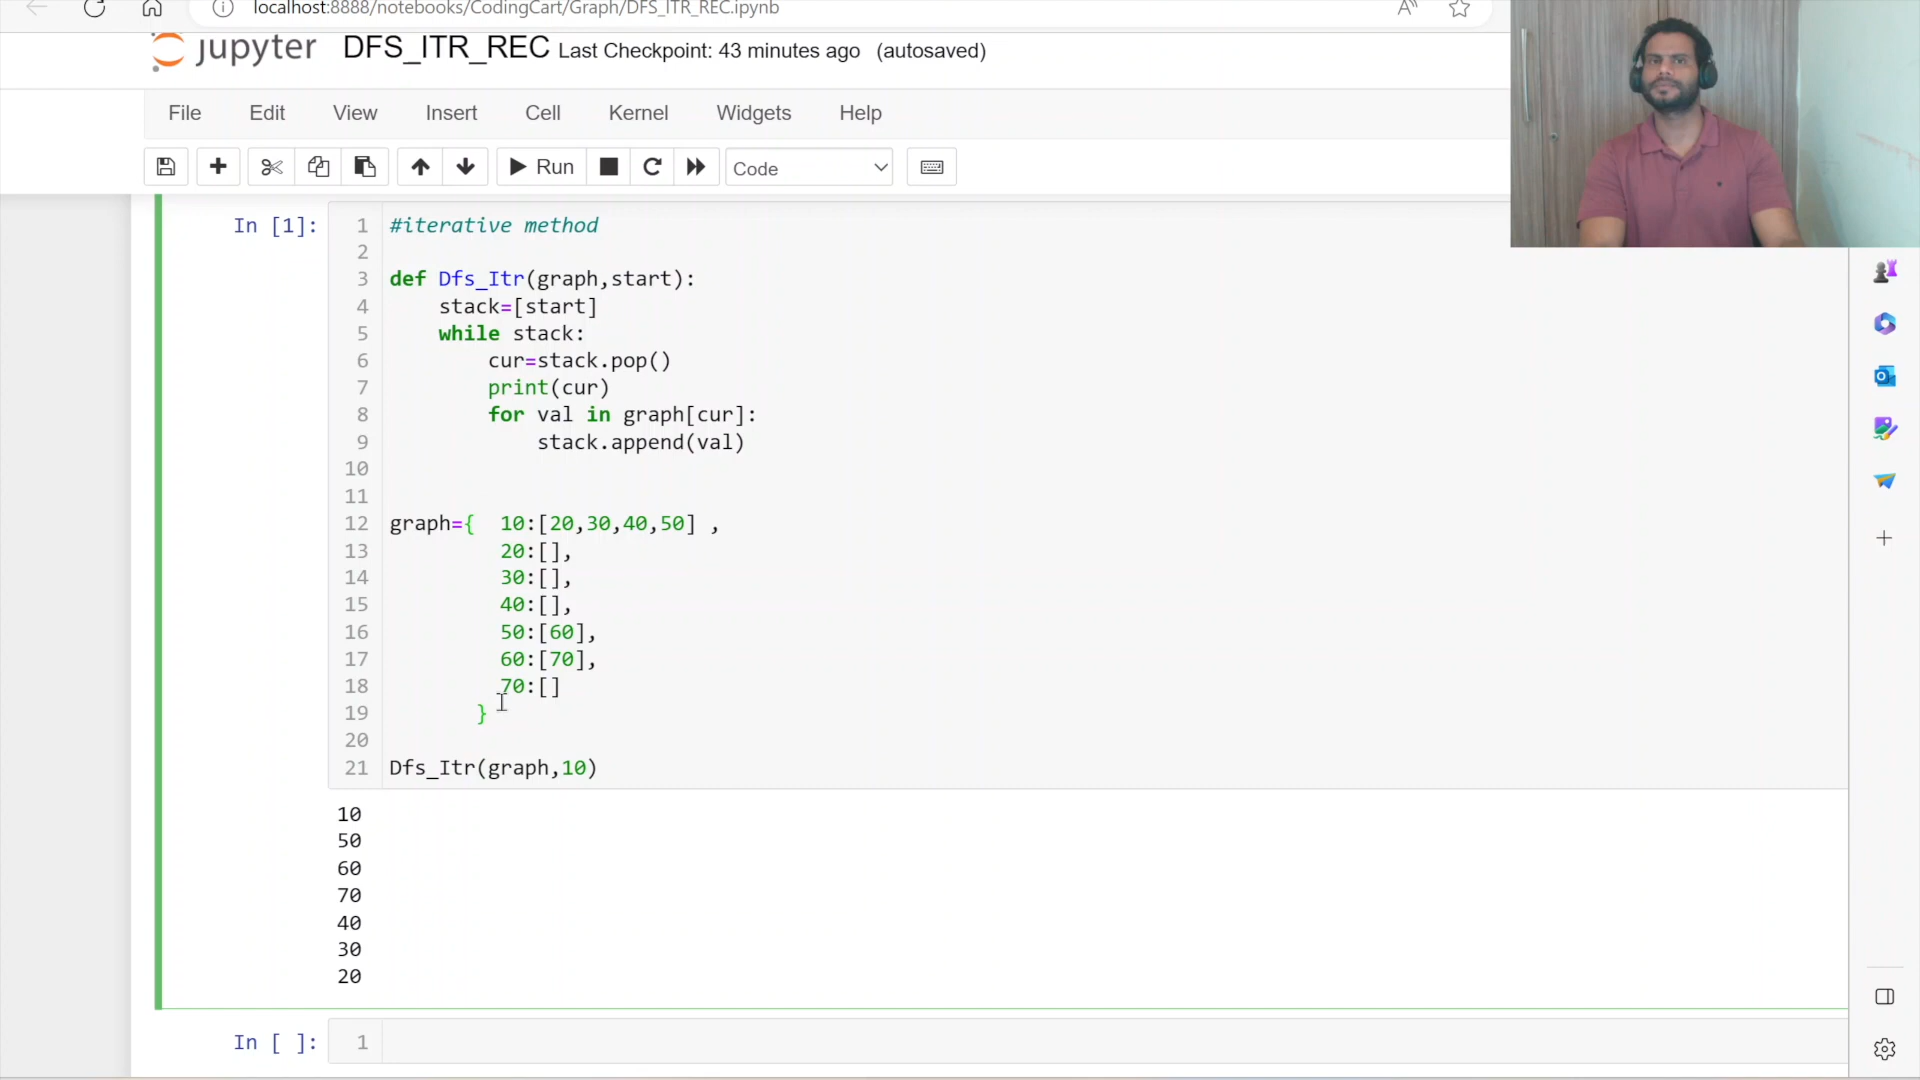 localhost:8888/notebooks/CodingCart/Graph/DFS_ITR_REC.ipynb
jupyter DFS_ITR_REC Last Checkpoint: 43 minutes ago (autosaved)
File Edit View Insert Cell Kernel Widgets Help
Run Code
In [1]:
1 #iterative method
2
3 def Dfs_Itr(graph,start):
4     stack=[start]
5     while stack:
6         cur=stack.pop()
7         print(cur)
8         for val in graph[cur]:
9             stack.append(val)
10
11
12 graph={  10:[20,30,40,50] ,
13          20:[],
14          30:[],
15          40:[],
16          50:[60],
17          60:[70],
18          70:[]
19        }
20
21 Dfs_Itr(graph,10)
10
50
60
70
40
30
20
In [ ]: 1